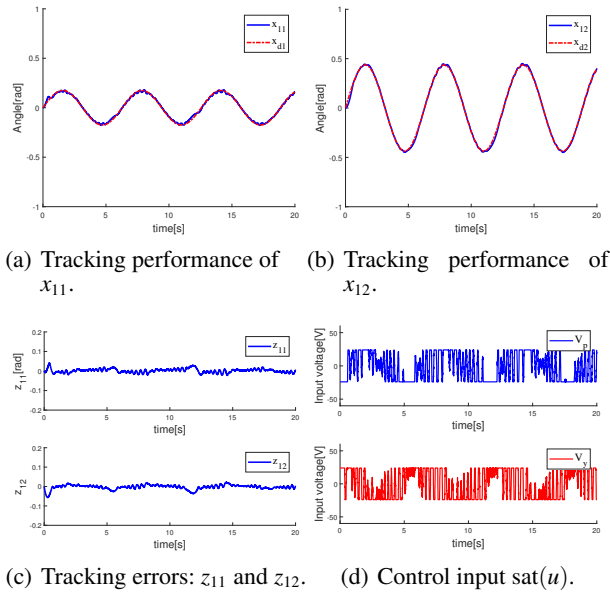 1
0.5
0
-0.5
-1
Angle[rad]
x11
xd1
0 5 10 15 20
time[s]
1
0.5
0
-0.5
-1
Angle[rad]
x12
xd2
0 5 10 15 20
time[s]
(a) Tracking performance of
x11.
(b) Tracking performance of
x12.
0.2
0.1
0
-0.1
-0.2
z11[rad]
z11
0 5 10 15 20
time[s]
0.2
0.1
0
-0.1
-0.2
z12
z12
0 5 10 15 20
time[s]
50
0
-50
Input voltage[V]
Vp
0 5 10 15 20
time[s]
50
0
-50
Input voltage[V]
Vy
0 5 10 15 20
time[s]
(c) Tracking errors: z11 and z12.
(d) Control input sat(u).